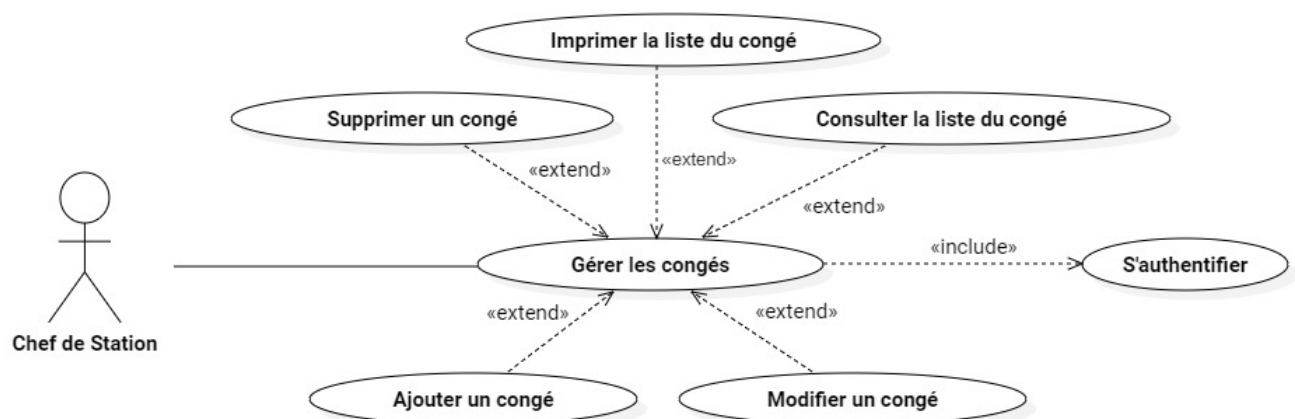 Imprimer la liste du congé
Supprimer un congé
Consulter la liste du congé
«extend»
«extend»
«extend»
Gérer les congés
«include»
S'authentifier
«extend»
«extend»
Chef de Station
Ajouter un congé
Modifier un congé